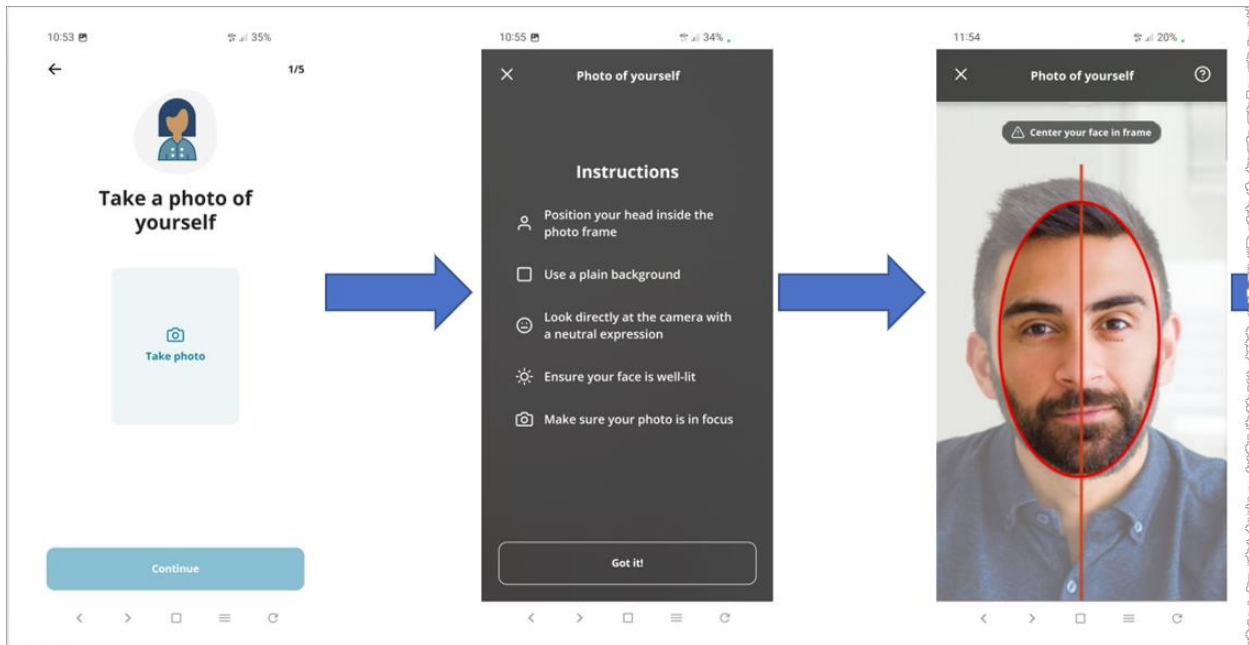 10:53 35%
1/5
Take a photo of
yourself
Take photo
Continue
10:55 34%
Photo of yourself
Instructions
Position your head inside the
photo frame
Use a plain background
Look directly at the camera with
a neutral expression
Ensure your face is well-lit
Make sure your photo is in focus
Got it!
11:54 20%
Photo of yourself
Center your face in frame